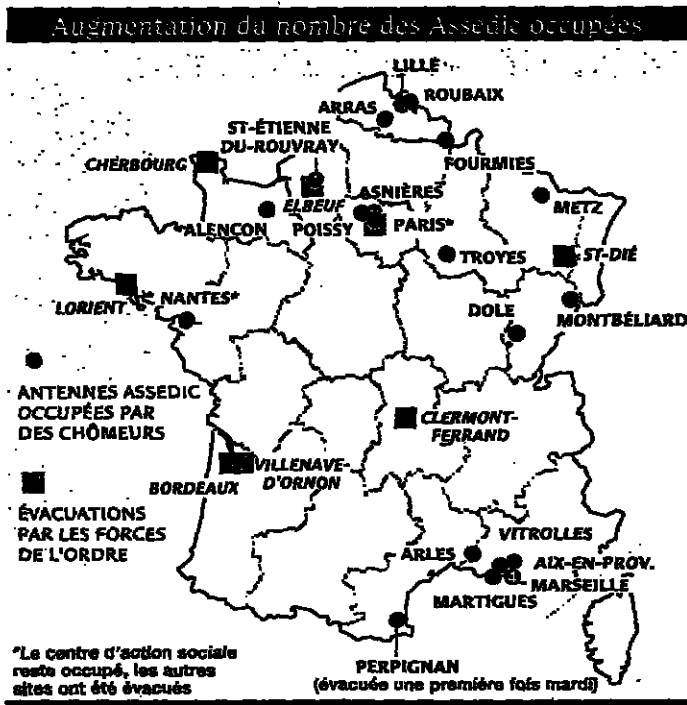 Augmentation du nombre des Assedic occupées
LILLE
ROUBAIX
ARRAS
ST-ÉTIENNE
DU-ROUVRAY
FOURMIES
CHERBOURG
ASNIÈRES
ELBEUF
METZ
ALENÇON
POISSY
PARIS*
TROYES
ST-DIÉ
LORIENT
NANTES*
DOLE
MONTBÉLIARD
ANTENNES ASSEDIC
OCCUPÉES PAR
DES CHÔMEURS
CLERMONT-
FERRAND
VILLENAVE-
D'ORNON
BORDEAUX
ÉVACUATIONS
PAR LES FORCES
DE L'ORDRE
VITROLLES
ARLES
AIX-EN-PROV.
MARSEILLE
MARTIGUES
*Le centre d'action sociale
reste occupé, les autres
sites ont été évacués
PERPIGNAN
(évacuée une première fois mardi)